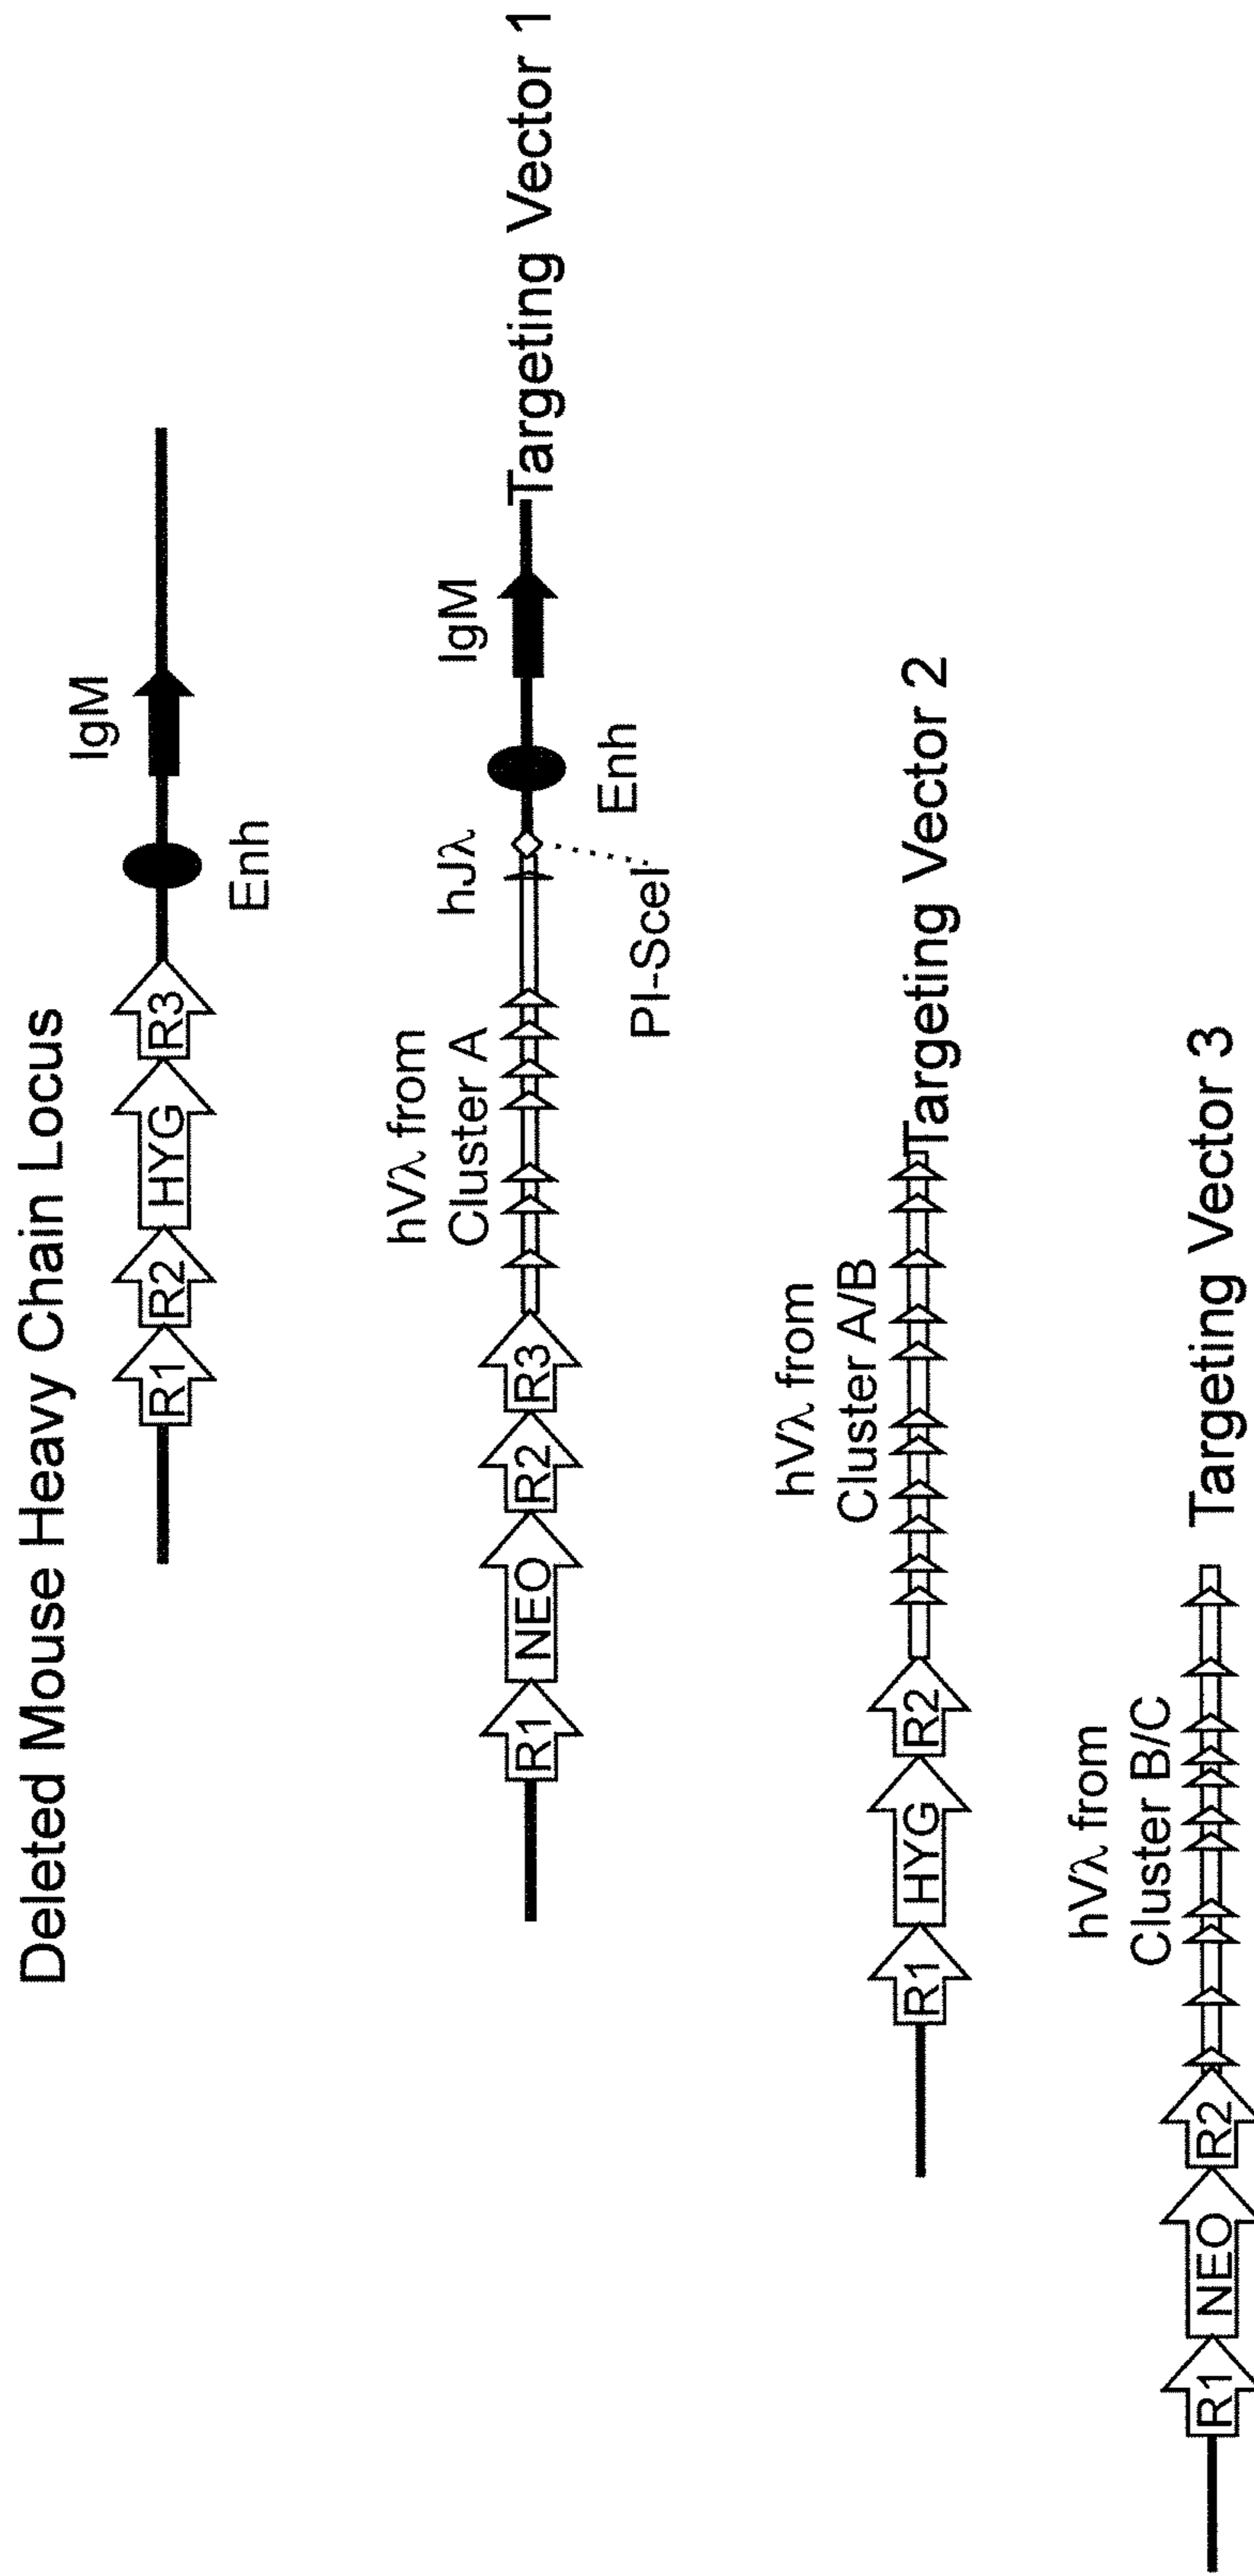 Deleted Mouse Heavy Chain Locus
R1
R2
HYG
R3
Enh
IgM
hVλ from
Cluster A
hJλ
IgM
R1
NEO
R2
R3
PI-SceI
Enh
Targeting Vector 1
hVλ from
Cluster A/B
R1
HYG
R2
Targeting Vector 2
hVλ from
Cluster B/C
R1
NEO
R2
Targeting Vector 3